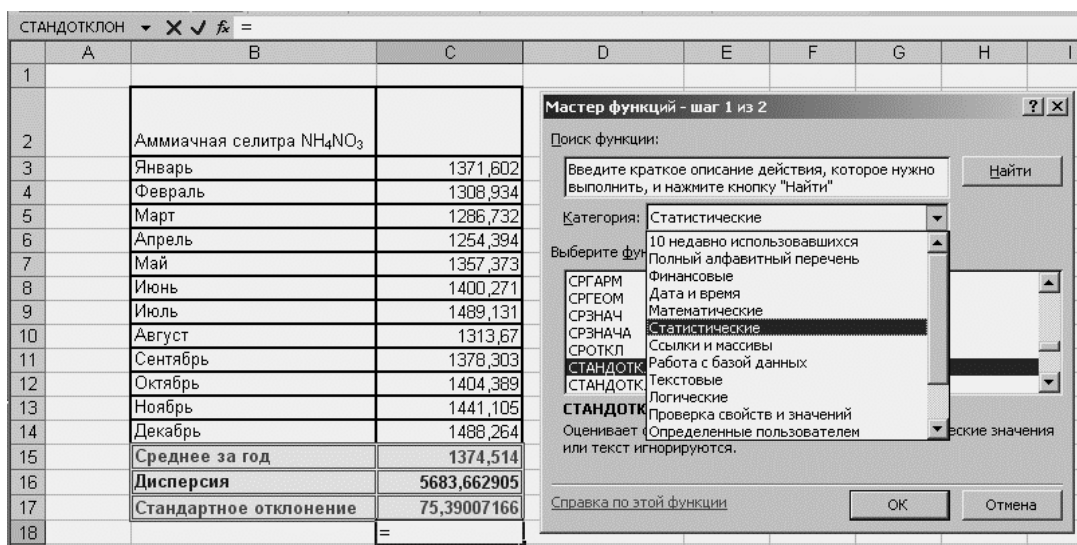 СТАНДОТКЛОН =
A B C D E F G H I
1
2 Аммиачная селитра NH₄NO₃
3 Январь 1371,602
4 Февраль 1308,934
5 Март 1286,732
6 Апрель 1254,394
7 Май 1357,373
8 Июнь 1400,271
9 Июль 1489,131
10 Август 1313,67
11 Сентябрь 1378,303
12 Октябрь 1404,389
13 Ноябрь 1441,105
14 Декабрь 1488,264
15 Среднее за год 1374,514
16 Дисперсия 5683,662905
17 Стандартное отклонение 75,39007166
18 =
Мастер функций - шаг 1 из 2
Поиск функции:
Введите краткое описание действия, которое нужно
выполнить, и нажмите кнопку "Найти"
Найти
Категория: Статистические
10 недавно использовавшихся
Полный алфавитный перечень
Финансовые
Дата и время
Математические
Статистические
Ссылки и массивы
Работа с базой данных
Текстовые
Логические
Проверка свойств и значений
Определенные пользователем
Выберите фун
СРГАРМ
СРГЕОМ
СРЗНАЧ
СРЗНАЧА
СРОТКЛ
СТАНДОТК
СТАНДОТК
СТАНДОТК
Оценивает
еские значения
или текст игнорируются.
Справка по этой функции
ОК
Отмена